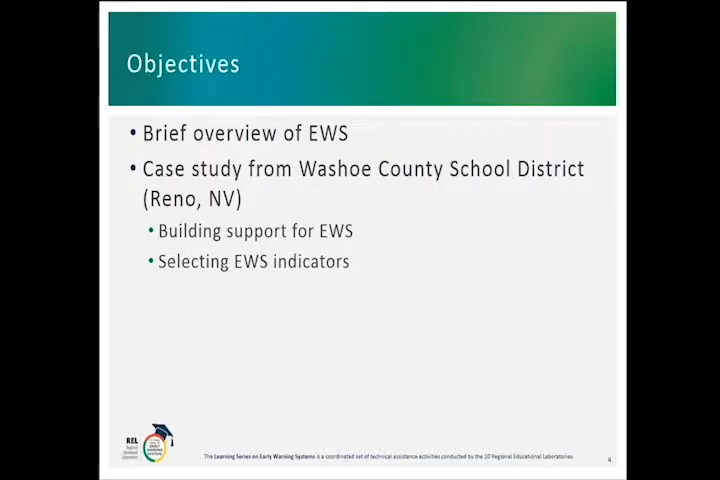 Objectives
• Brief overview of EWS
• Case study from Washoe County School District
(Reno, NV)
• Building support for EWS
• Selecting EWS indicators
REL
The Learning Series on Early Warning Systems is a coordinated set of technical assistance activities conducted by the 10 Regional Educational Laboratories
4